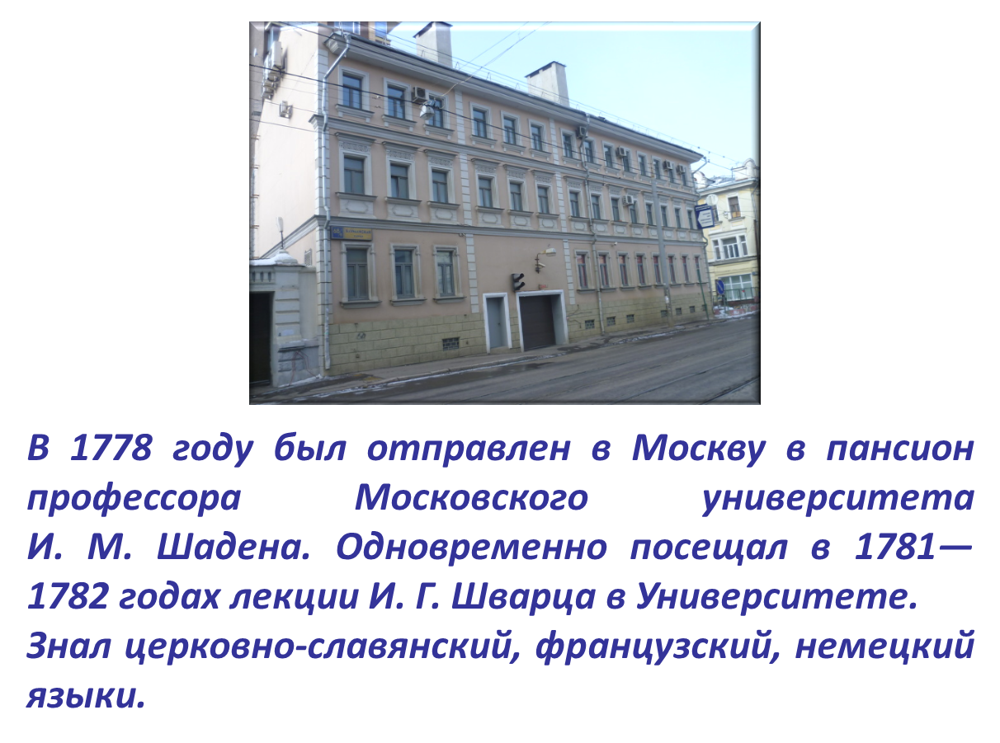 В 1778 году был отправлен в Москву в пансион
профессора Московского университета
И. М. Шадена. Одновременно посещал в 1781—
1782 годах лекции И. Г. Шварца в Университете.
Знал церковно-славянский, французский, немецкий
языки.